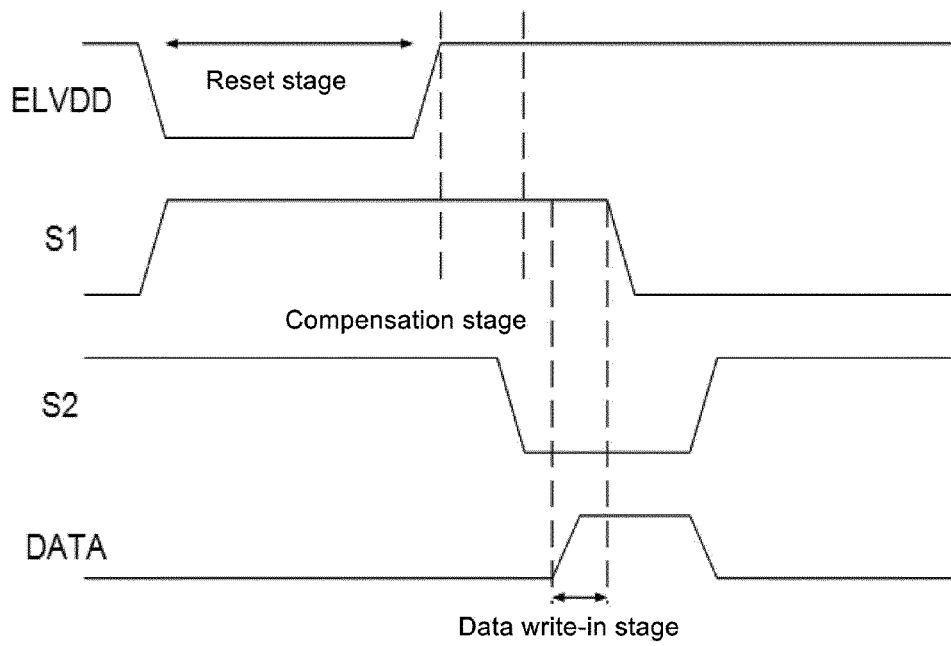 Reset stage
ELVDD
S1
Compensation stage
S2
DATA
Data write-in stage